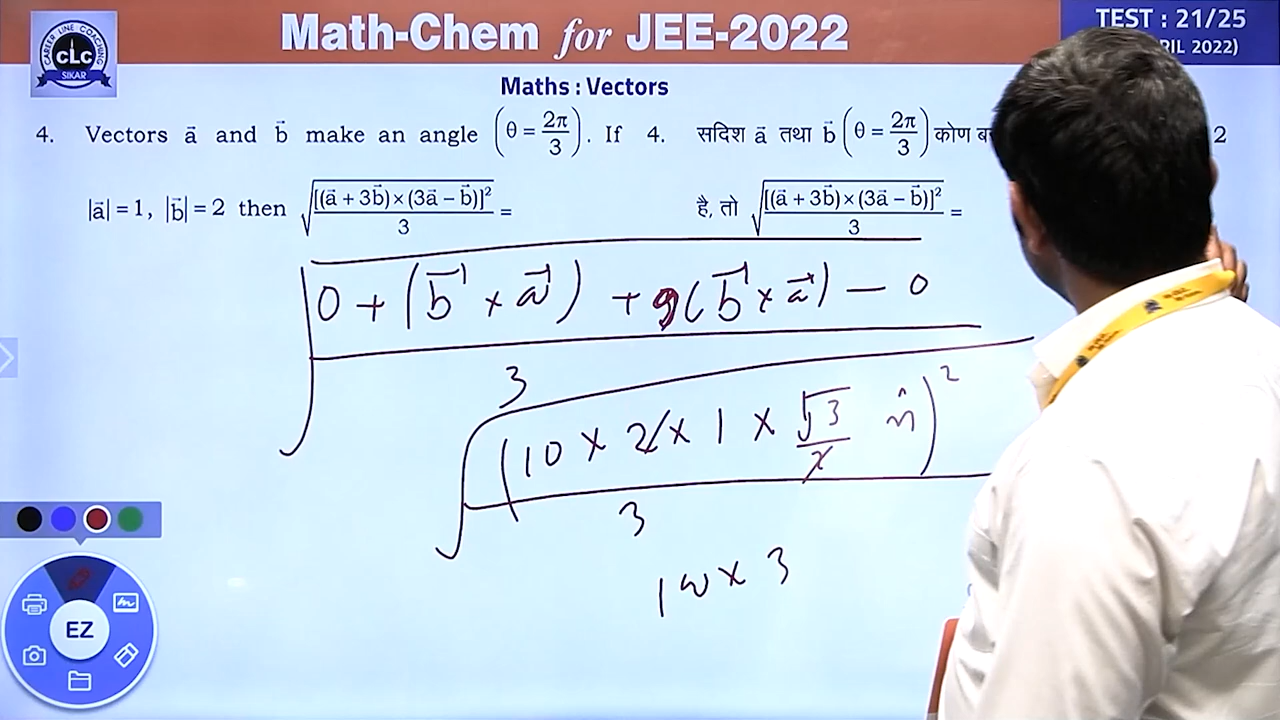 CAREER LINE COACHING
CLC
SIKAR
Math-Chem for JEE-2022
TEST : 21/25
RIL 2022)
Maths : Vectors
4. Vectors a⃗ and b⃗ make an angle (θ = 2π/3). If
|a⃗| = 1, |b⃗| = 2 then √([(a⃗ + 3b⃗) × (3a⃗ − b⃗)]²/3) =
4. सदिश a⃗ तथा b⃗ (θ = 2π/3) कोण 2
है, तो √([(a⃗ + 3b⃗) × (3a⃗ − b⃗)]²/3) =
√(0 + (b⃗ × a⃗) + 9(b⃗ × a⃗) − 0 / 3)
√((10 × 2 × 1 × √3/2 n̂)² / 3)
100 × 3
EZ